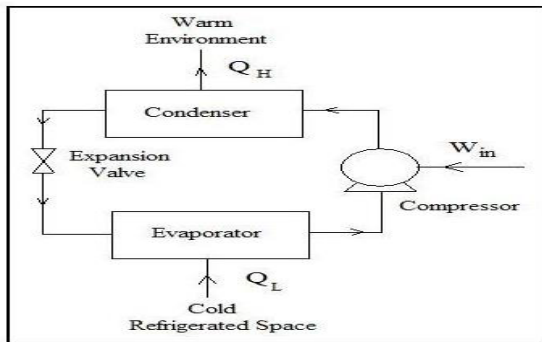 Warm
Environment
Q H
Condenser
Expansion
Valve
W in
Compressor
Evaporator
Q L
Cold
Refrigerated Space